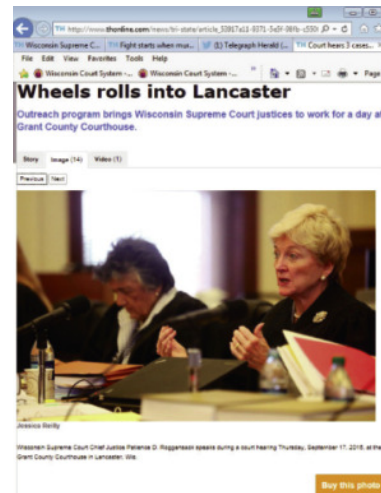 http://www.thonline.com/news/tri-state/article_
Wisconsin Supreme C... TH Fight starts when mus... (1) Telegraph Herald (... TH Court hears 3 cases...
File Edit View Favorites Tools Help
Wisconsin Court System -... Wisconsin Court System -... Page
Wheels rolls into Lancaster
Outreach program brings Wisconsin Supreme Court justices to work for a day at
Grant County Courthouse.
Story Image (14) Video (1)
Previous Next
Jessica Reilly
Wisconsin Supreme Court Chief Justice Patience D. Roggensack speaks during a court hearing Thursday, September 17, 2015, at the
Grant County Courthouse in Lancaster, Wis.
Buy this photo